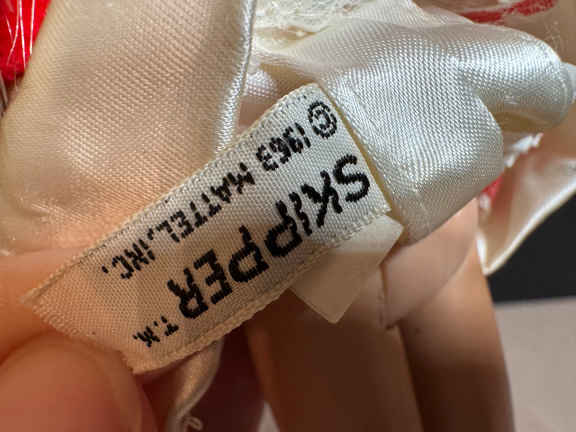 SKIPPER T.M.
© 1963 MATTEL, INC.